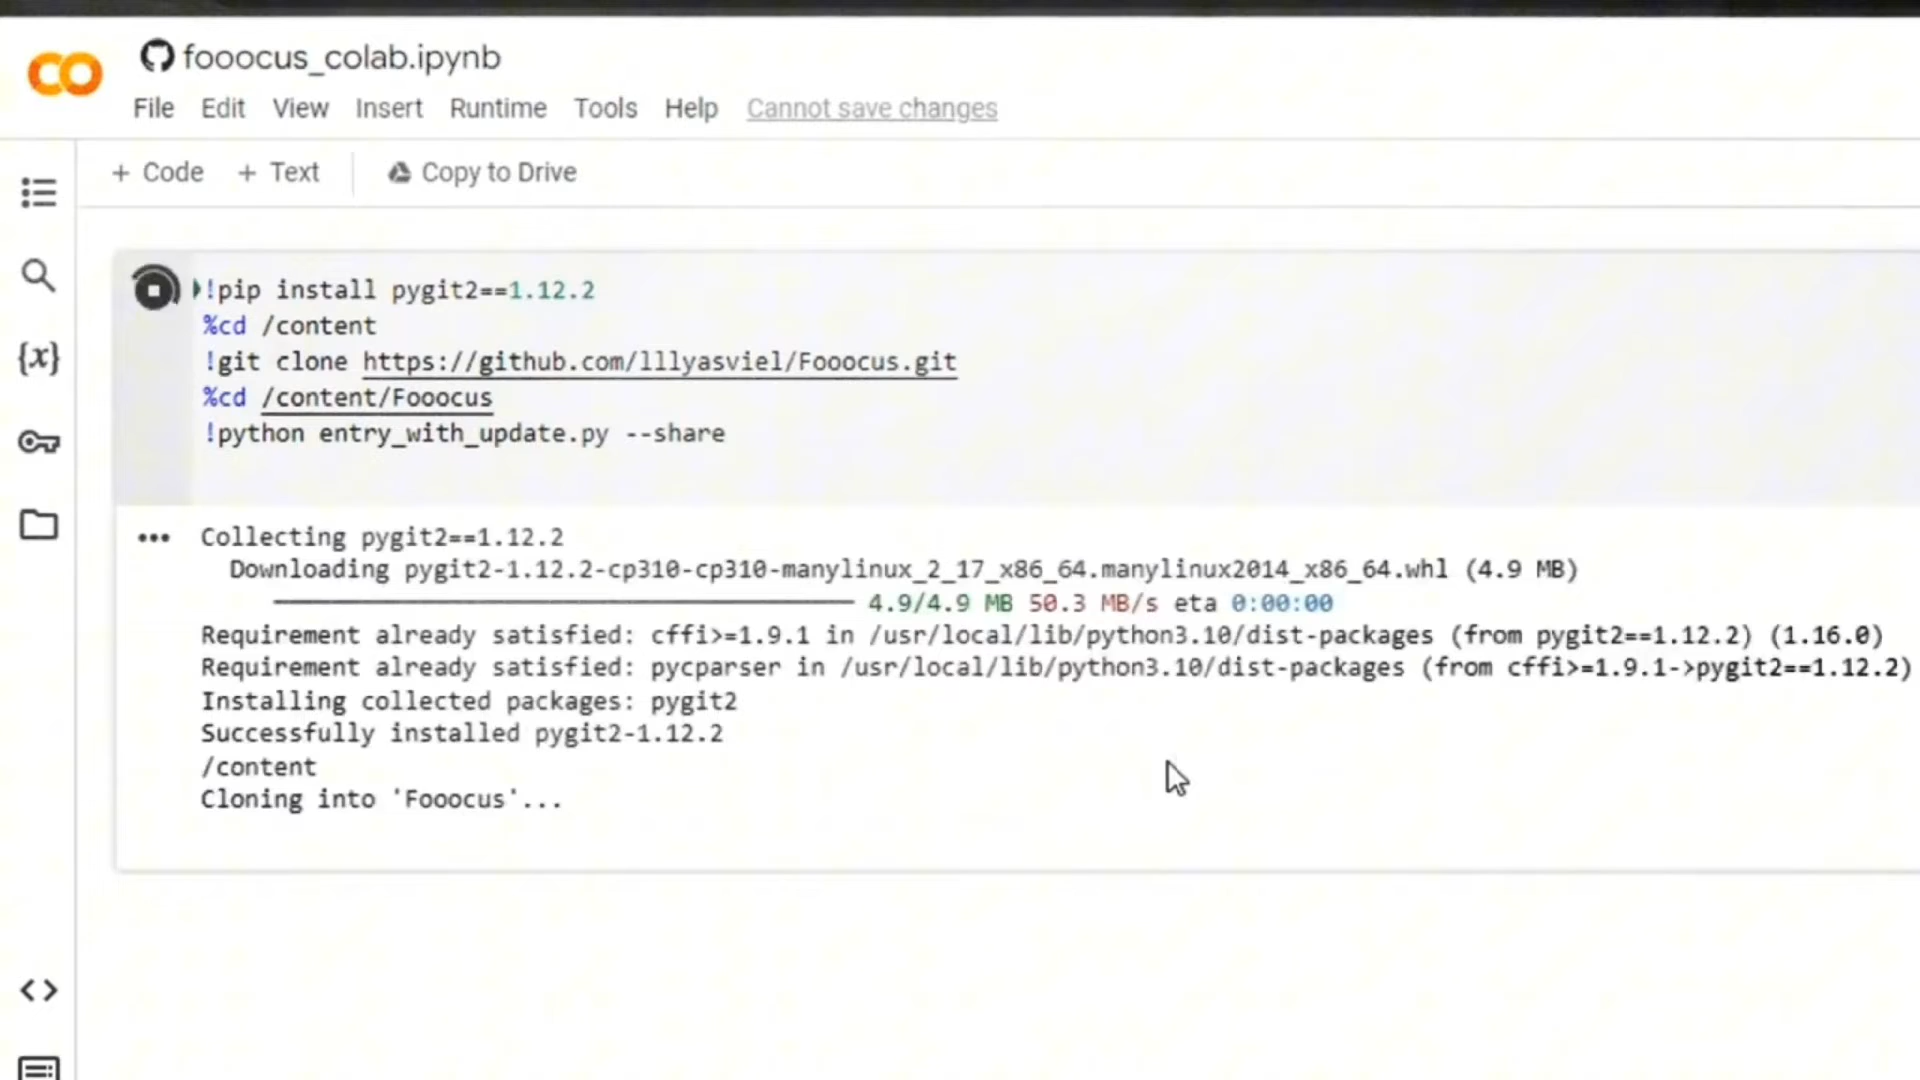 fooocus_colab.ipynb
File Edit View Insert Runtime Tools Help Cannot save changes
+ Code + Text Copy to Drive
!pip install pygit2==1.12.2
%cd /content
!git clone https://github.com/lllyasviel/Fooocus.git
%cd /content/Fooocus
!python entry_with_update.py --share
Collecting pygit2==1.12.2
Downloading pygit2-1.12.2-cp310-cp310-manylinux_2_17_x86_64.manylinux2014_x86_64.whl (4.9 MB)
4.9/4.9 MB 50.3 MB/s eta 0:00:00
Requirement already satisfied: cffi>=1.9.1 in /usr/local/lib/python3.10/dist-packages (from pygit2==1.12.2) (1.16.0)
Requirement already satisfied: pycparser in /usr/local/lib/python3.10/dist-packages (from cffi>=1.9.1->pygit2==1.12.2)
Installing collected packages: pygit2
Successfully installed pygit2-1.12.2
/content
Cloning into 'Fooocus'...